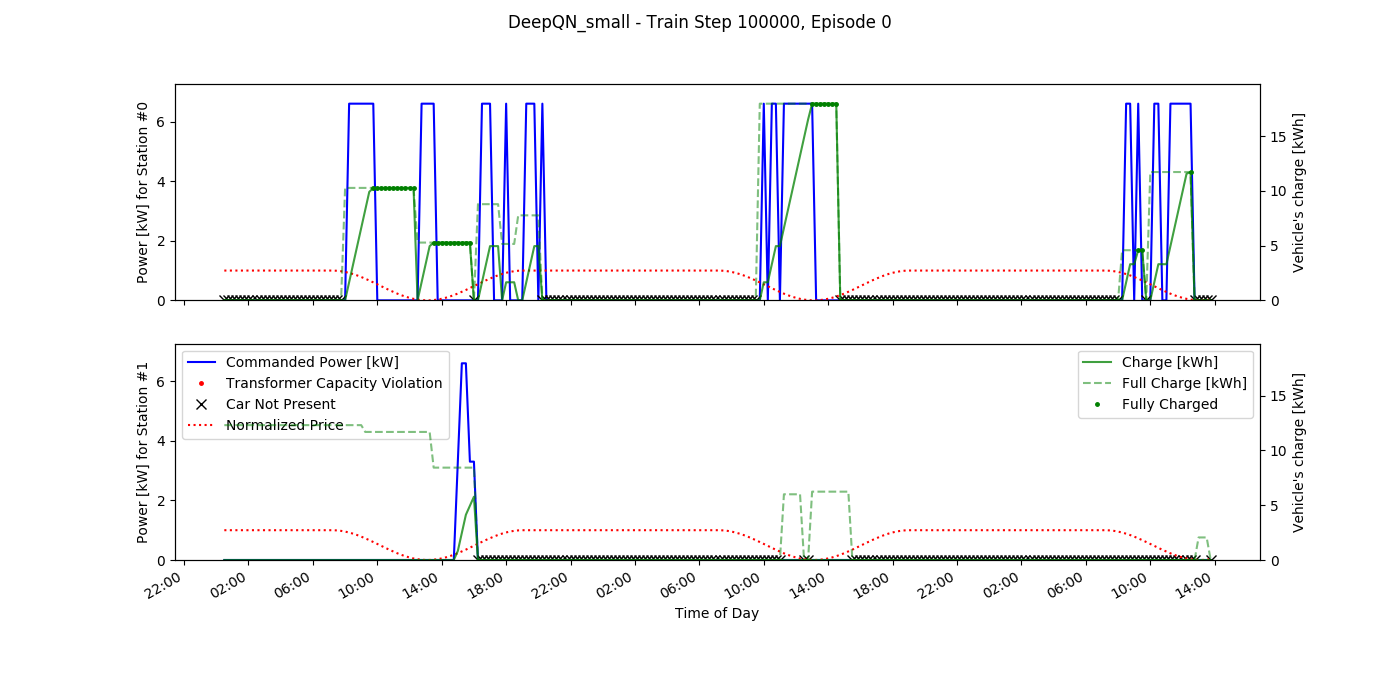 DeepQN_small - Train Step 100000, Episode 0
Power [kW] for Station #0
6
4
2
0
15
10
5
0
Vehicle's charge [kWh]
Power [kW] for Station #1
6
4
2
0
Commanded Power [kW]
Transformer Capacity Violation
Car Not Present
Normalized Price
Charge [kWh]
Full Charge [kWh]
Fully Charged
15
10
5
0
Vehicle's charge [kWh]
22:00 02:00 06:00 10:00 14:00 18:00 22:00 02:00 06:00 10:00 14:00 18:00 22:00 02:00 06:00 10:00 14:00
Time of Day